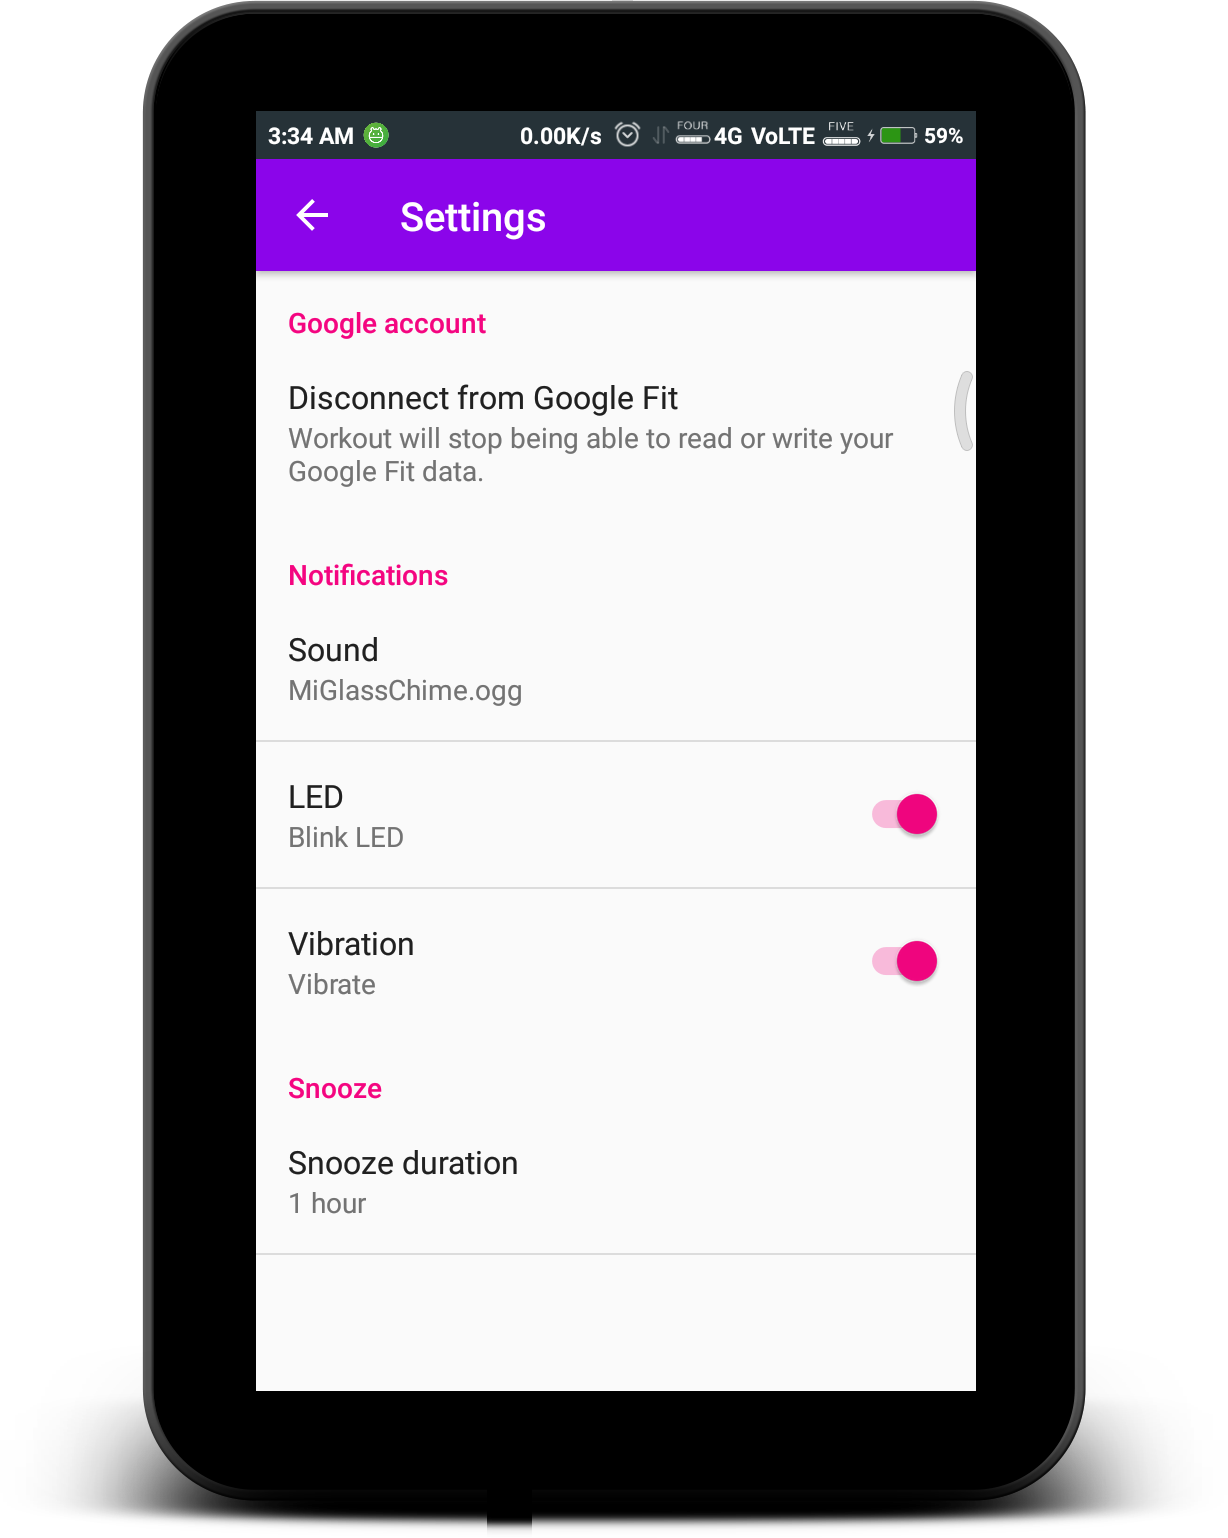 3:34 AM 0.00K/s FOUR 4G VoLTE FIVE 59%
Settings
Google account
Disconnect from Google Fit
Workout will stop being able to read or write your
Google Fit data.
Notifications
Sound
MiGlassChime.ogg
LED
Blink LED
Vibration
Vibrate
Snooze
Snooze duration
1 hour